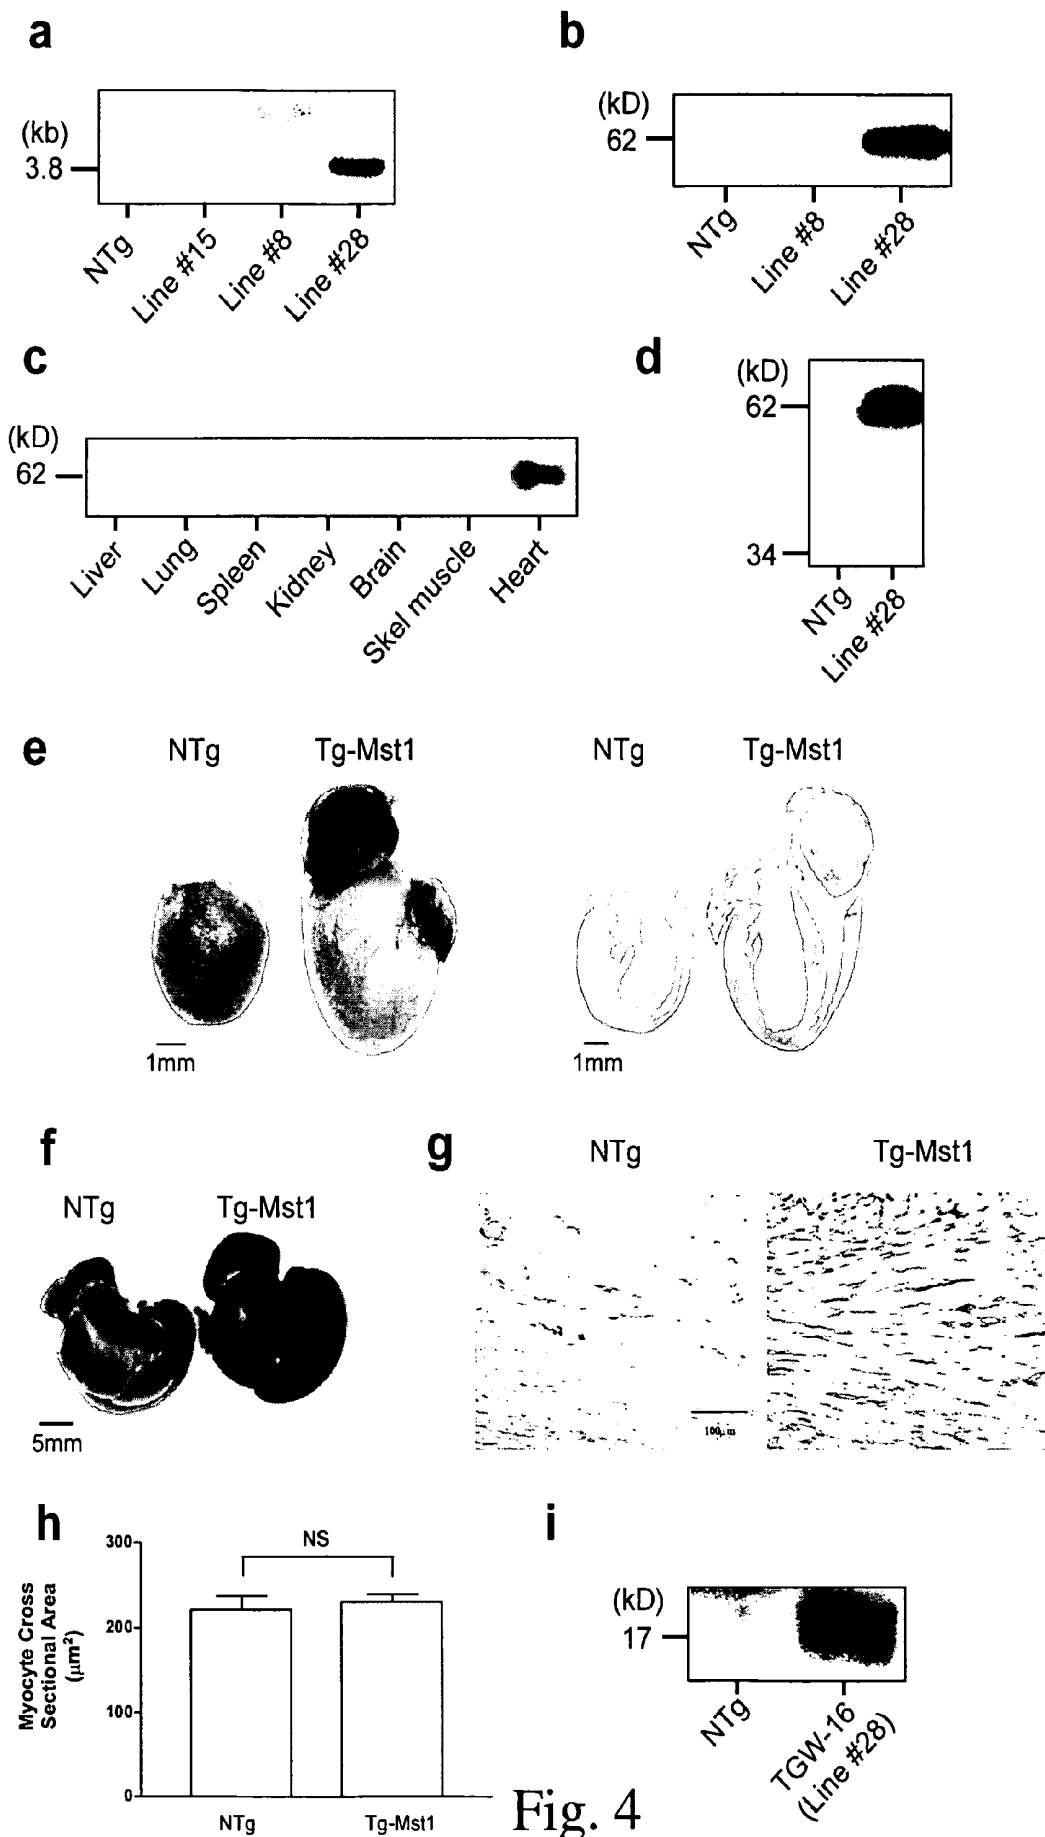 a
(kb)
3.8
NTg
Line #15
Line #8
Line #28
b
(kD)
62
NTg
Line #8
Line #28
c
(kD)
62
Liver
Lung
Spleen
Kidney
Brain
Skel muscle
Heart
d
(kD)
62
34
NTg
Line #28
e
NTg
Tg-Mst1
1mm
NTg
Tg-Mst1
1mm
f
NTg
Tg-Mst1
5mm
g
NTg
Tg-Mst1
100μm
h
Myocyte Cross
Sectional Area
(μm²)
300
200
100
0
NS
NTg
Tg-Mst1
i
(kD)
17
NTg
TGW-16
(Line #28)
Fig. 4